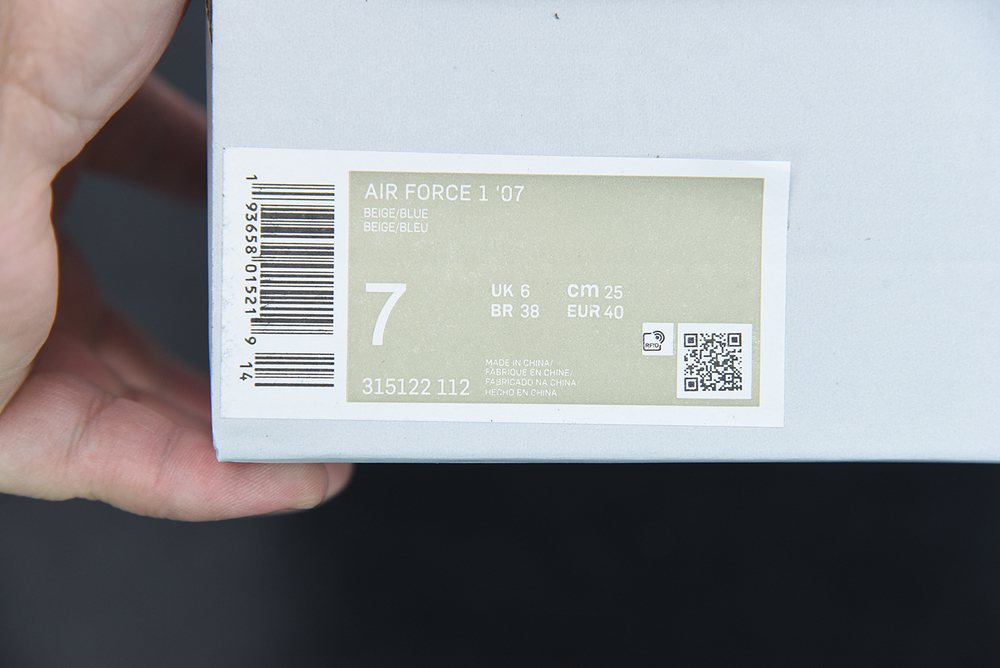 1 93658 01521 9
14
AIR FORCE 1 '07
BEIGE/BLUE
BEIGE/BLEU
7
UK 6 cm 25
BR 38 EUR 40
RFID
315122 112
MADE IN CHINA/
FABRIQUE EN CHINE/
FABRICADO NA CHINA/
HECHO EN CHINA